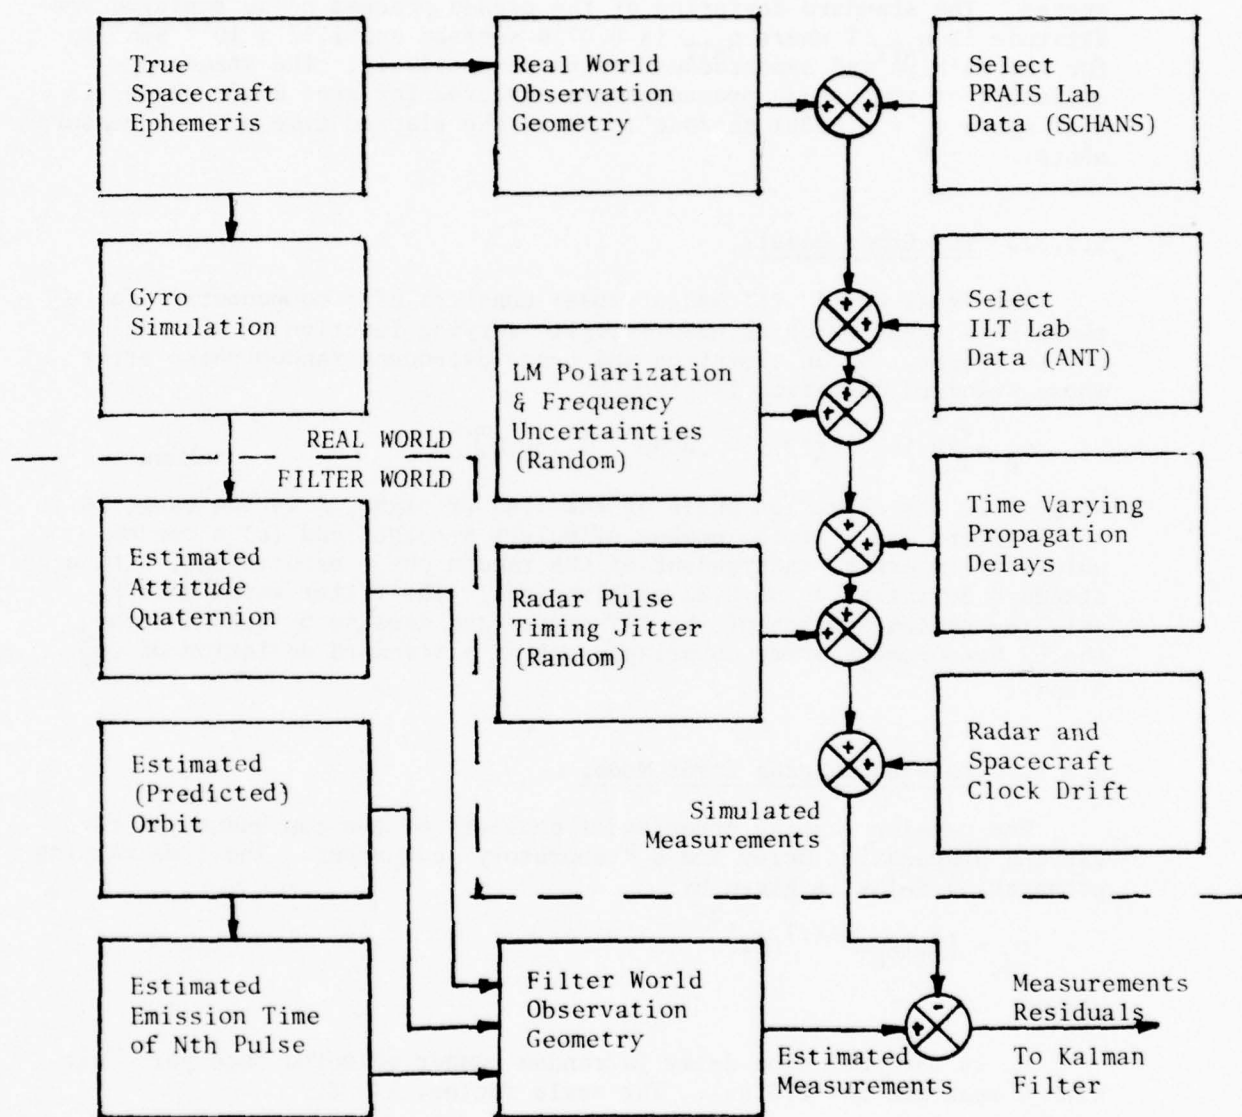 True
Spacecraft
Ephemeris
Real World
Observation
Geometry
Select
PRAIS Lab
Data (SCHANS)
+ +
Gyro
Simulation
Select
ILT Lab
Data (ANT)
+
+
LM Polarization
& Frequency
Uncertainties
(Random)
+
+
REAL WORLD
FILTER WORLD
Estimated
Attitude
Quaternion
Time Varying
Propagation
Delays
+
+
Radar Pulse
Timing Jitter
(Random)
+
+
Estimated
(Predicted)
Orbit
Radar and
Spacecraft
Clock Drift
+
+
Simulated
Measurements
Estimated
Emission Time
of Nth Pulse
Filter World
Observation
Geometry
-
+
Estimated
Measurements
Measurements
Residuals
To Kalman
Filter